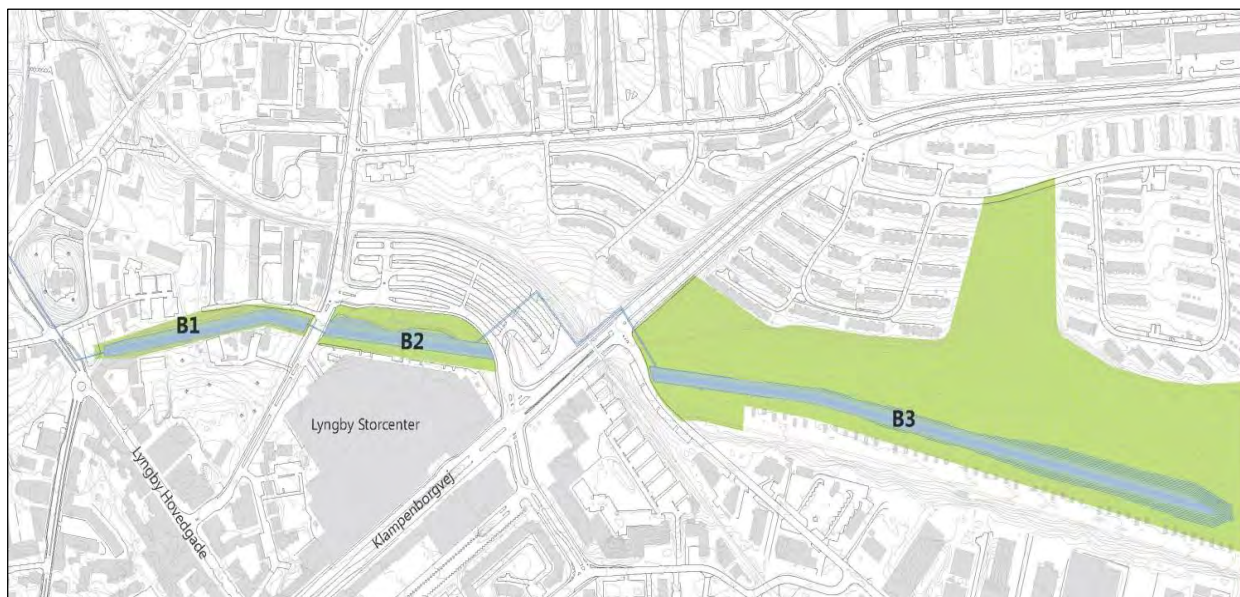 B1
B2
B3
Lyngby Storcenter
Lyngby Hovedgade
Klampenborgvej